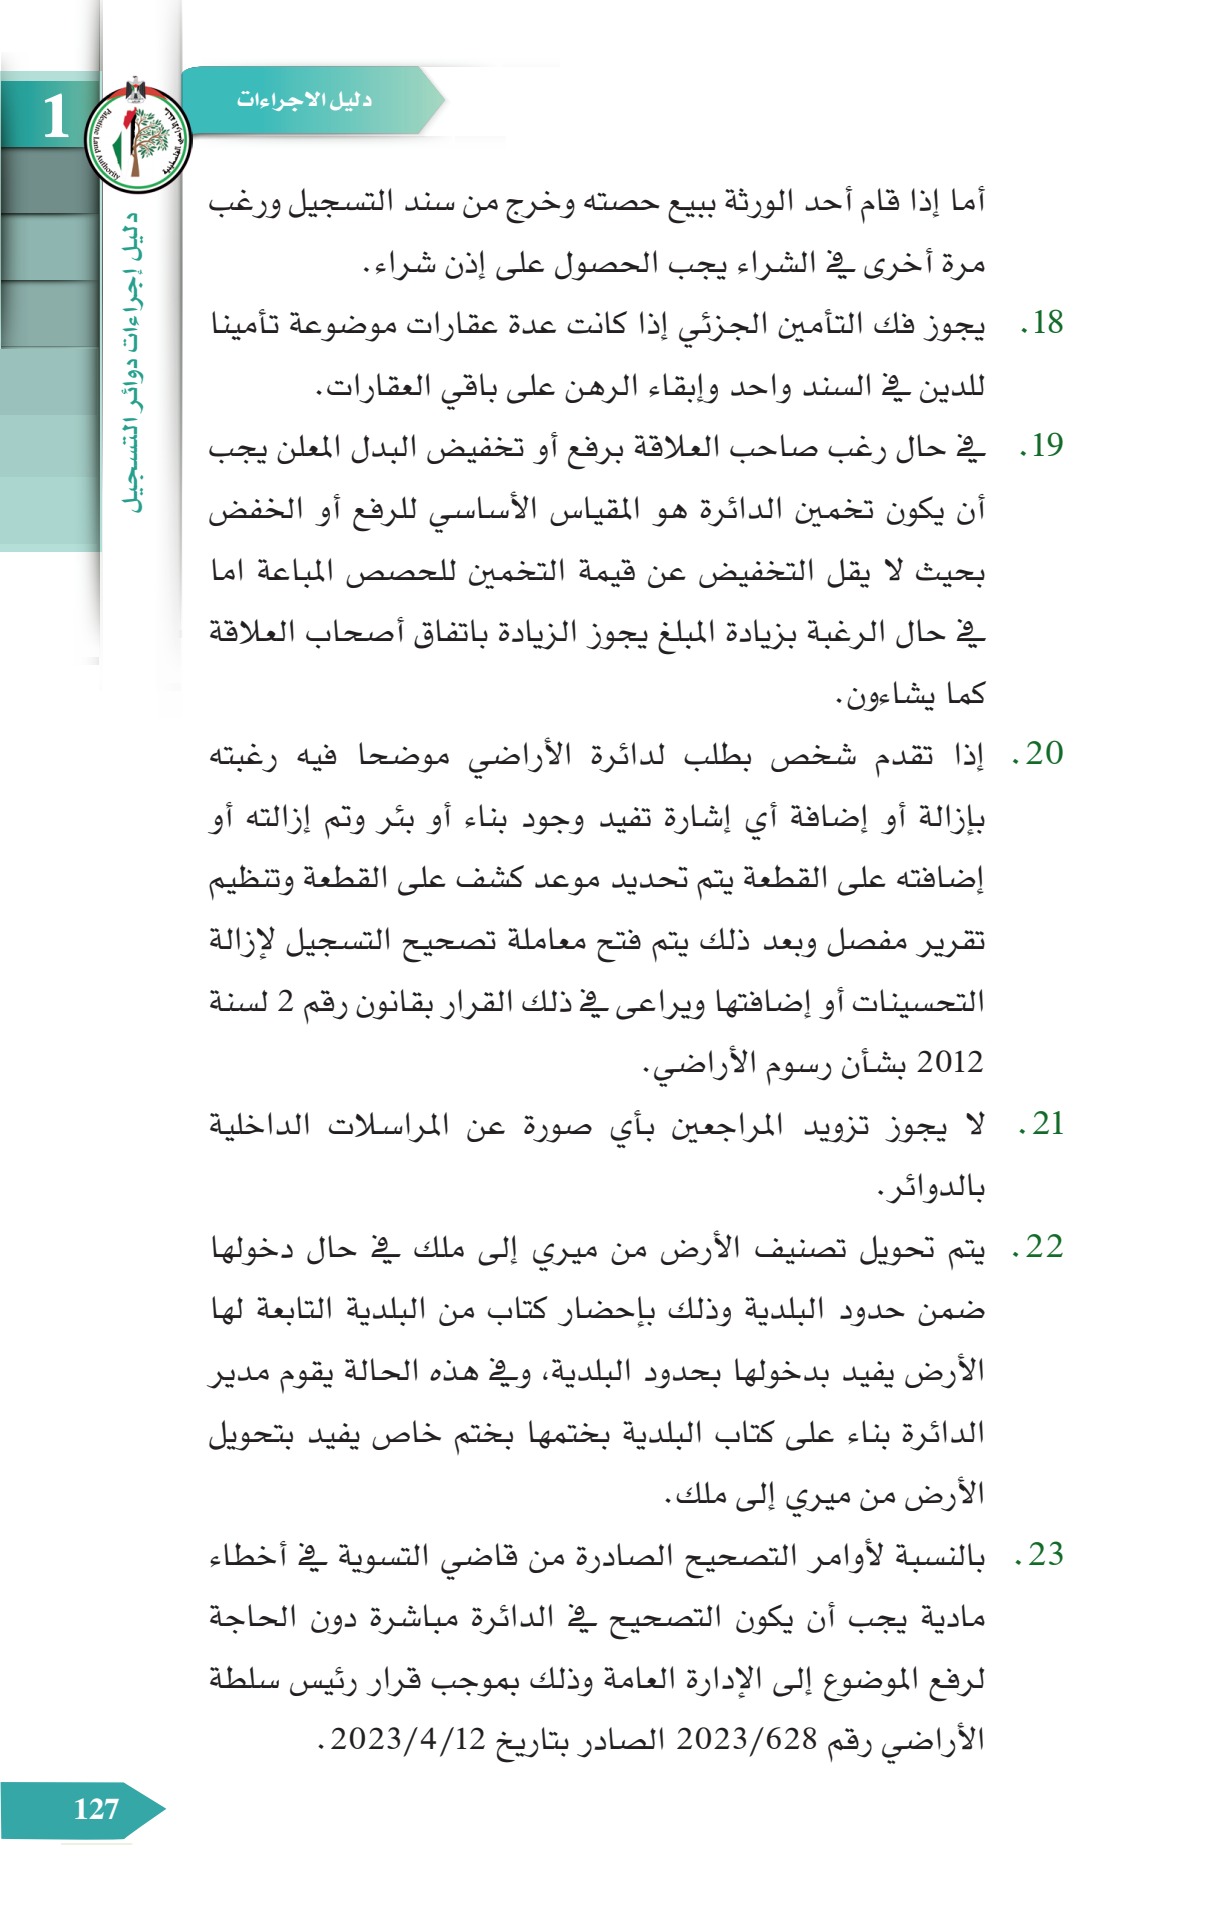 دليل الاجراءات
1
Palestine Land Authority
دليل إجراءات دوائر التسجيل
أما إذا قام أحد الورثة ببيع حصته وخرج من سند التسجيل ورغب
مرة أخرى في الشراء يجب الحصول على إذن شراء.
18. يجوز فك التأمين الجزئي إذا كانت عدة عقارات موضوعة تأمينا
للدين في السند واحد وإبقاء الرهن على باقي العقارات.
19. في حال رغب صاحب العلاقة برفع أو تخفيض البدل المعلن يجب
أن يكون تخمين الدائرة هو المقياس الأساسي للرفع أو الخفض
بحيث لا يقل التخفيض عن قيمة التخمين للحصص المباعة اما
في حال الرغبة بزيادة المبلغ يجوز الزيادة باتفاق أصحاب العلاقة
كما يشاءون.
20. إذا تقدم شخص بطلب لدائرة الأراضي موضحا فيه رغبته
بإزالة أو إضافة أي إشارة تفيد وجود بناء أو بئر وتم إزالته أو
إضافته على القطعة يتم تحديد موعد كشف على القطعة وتنظيم
تقرير مفصل وبعد ذلك يتم فتح معاملة تصحيح التسجيل لإزالة
التحسينات أو إضافتها ويراعى في ذلك القرار بقانون رقم 2 لسنة
2012 بشأن رسوم الأراضي.
21. لا يجوز تزويد المراجعين بأي صورة عن المراسلات الداخلية
بالدوائر.
22. يتم تحويل تصنيف الأرض من ميري إلى ملك في حال دخولها
ضمن حدود البلدية وذلك بإحضار كتاب من البلدية التابعة لها
الأرض يفيد بدخولها بحدود البلدية، وفي هذه الحالة يقوم مدير
الدائرة بناء على كتاب البلدية بختمها بختم خاص يفيد بتحويل
الأرض من ميري إلى ملك.
23. بالنسبة لأوامر التصحيح الصادرة من قاضي التسوية في أخطاء
مادية يجب أن يكون التصحيح في الدائرة مباشرة دون الحاجة
لرفع الموضوع إلى الإدارة العامة وذلك بموجب قرار رئيس سلطة
الأراضي رقم 2023/628 الصادر بتاريخ 2023/4/12.
127